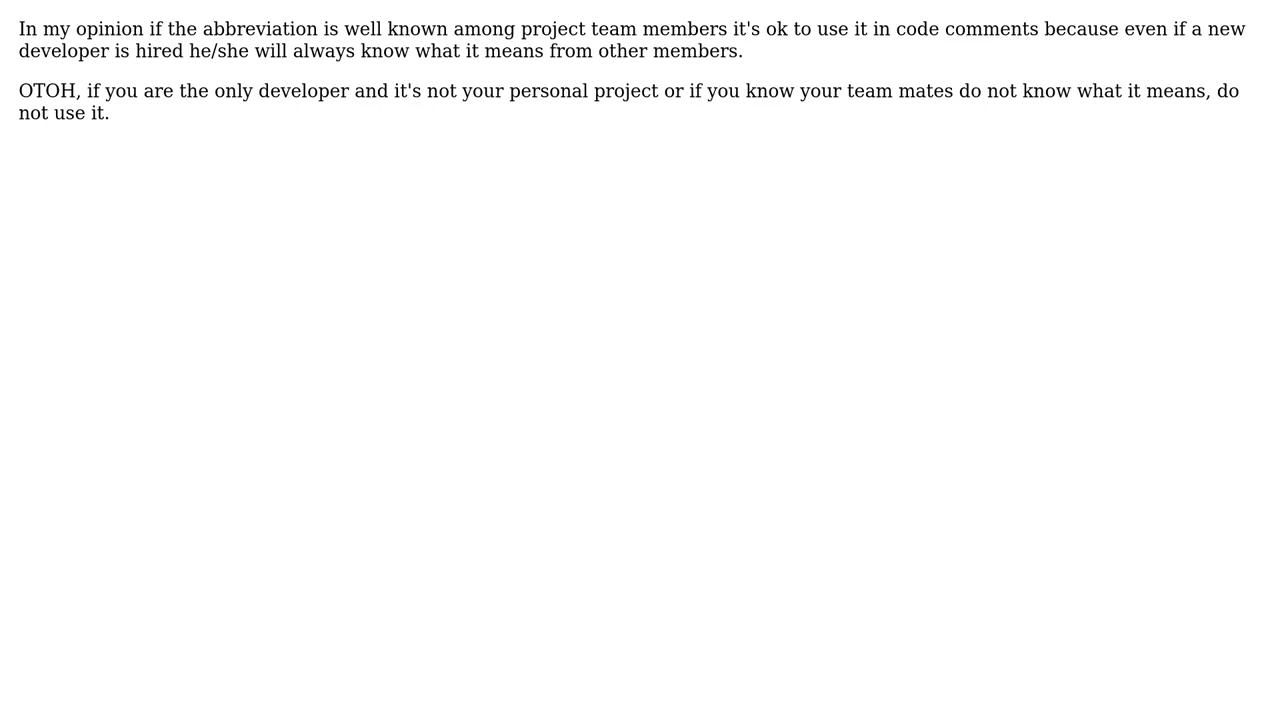 In my opinion if the abbreviation is well known among project team members it's ok to use it in code comments because even if a new
developer is hired he/she will always know what it means from other members.
OTOH, if you are the only developer and it's not your personal project or if you know your team mates do not know what it means, do
not use it.